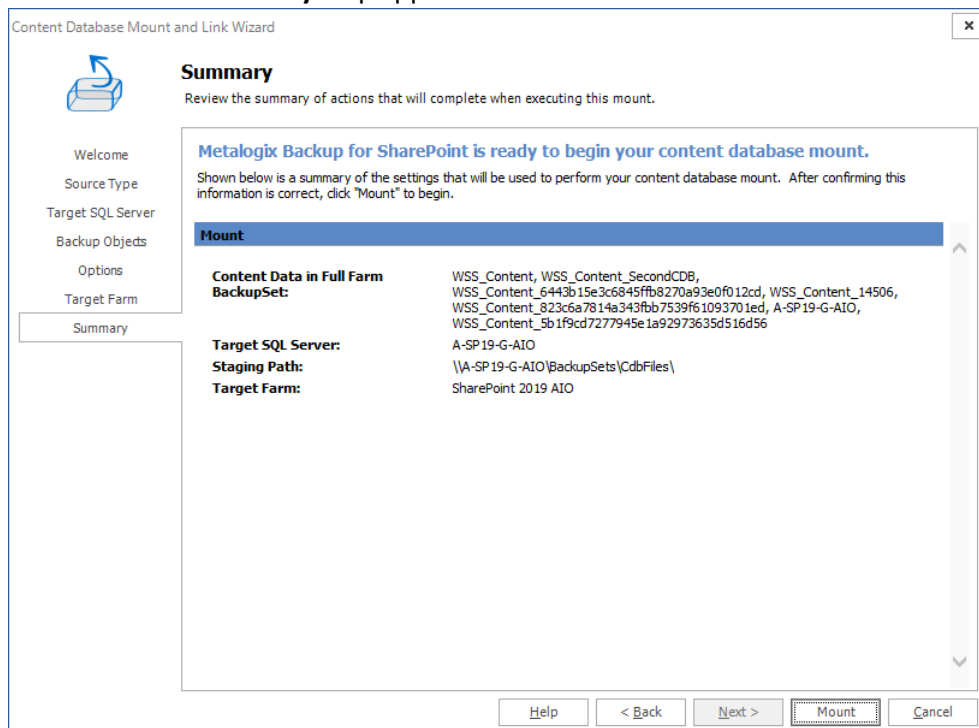 Content Database Mount and Link Wizard
Summary
Review the summary of actions that will complete when executing this mount.
Welcome
Source Type
Target SQL Server
Backup Objects
Options
Target Farm
Summary
Metalogix Backup for SharePoint is ready to begin your content database mount.
Shown below is a summary of the settings that will be used to perform your content database mount. After confirming this
information is correct, click "Mount" to begin.
Mount
Content Data in Full Farm
BackupSet:
WSS_Content, WSS_Content_SecondCDB,
WSS_Content_6443b15e3c6845ffb8270a93e0f012cd, WSS_Content_14506,
WSS_Content_823c6a7814a343fbb7539f61093701ed, A-SP19-G-AIO,
WSS_Content_5b1f9cd7277945e1a92973635d516d56
Target SQL Server: A-SP19-G-AIO
Staging Path: \\A-SP19-G-AIO\BackupSets\CdbFiles\
Target Farm: SharePoint 2019 AIO
Help < Back Next > Mount Cancel